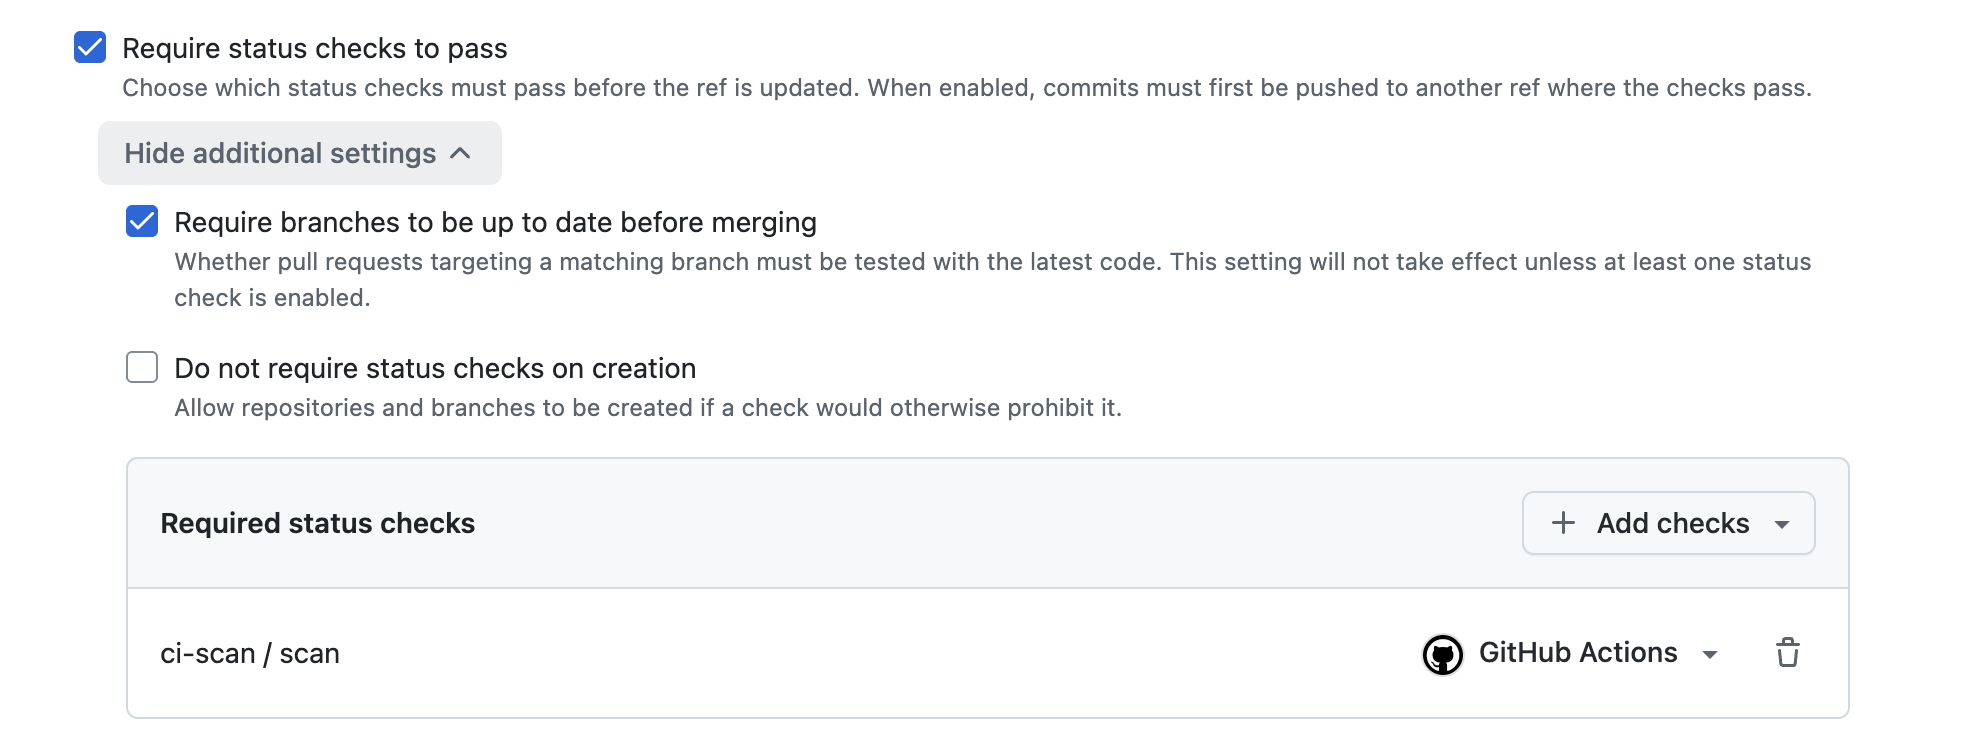 Require status checks to pass
Choose which status checks must pass before the ref is updated. When enabled, commits must first be pushed to another ref where the checks pass.
Hide additional settings
Require branches to be up to date before merging
Whether pull requests targeting a matching branch must be tested with the latest code. This setting will not take effect unless at least one status
check is enabled.
Do not require status checks on creation
Allow repositories and branches to be created if a check would otherwise prohibit it.
Required status checks
Add checks
ci-scan / scan
GitHub Actions